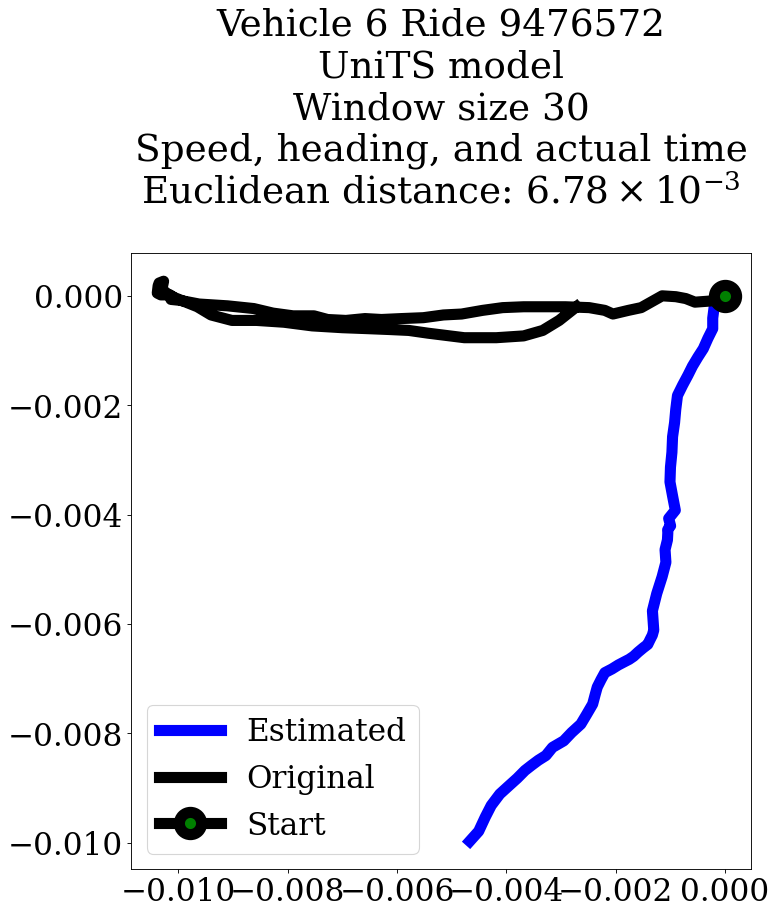 Vehicle 6 Ride 9476572
UniTS model
Window size 30
Speed, heading, and actual time
Euclidean distance: 6.78 × 10⁻³
0.000
−0.002
−0.004
−0.006
−0.008
−0.010
Estimated
Original
Start
−0.010 −0.008 −0.006 −0.004 −0.002 0.000